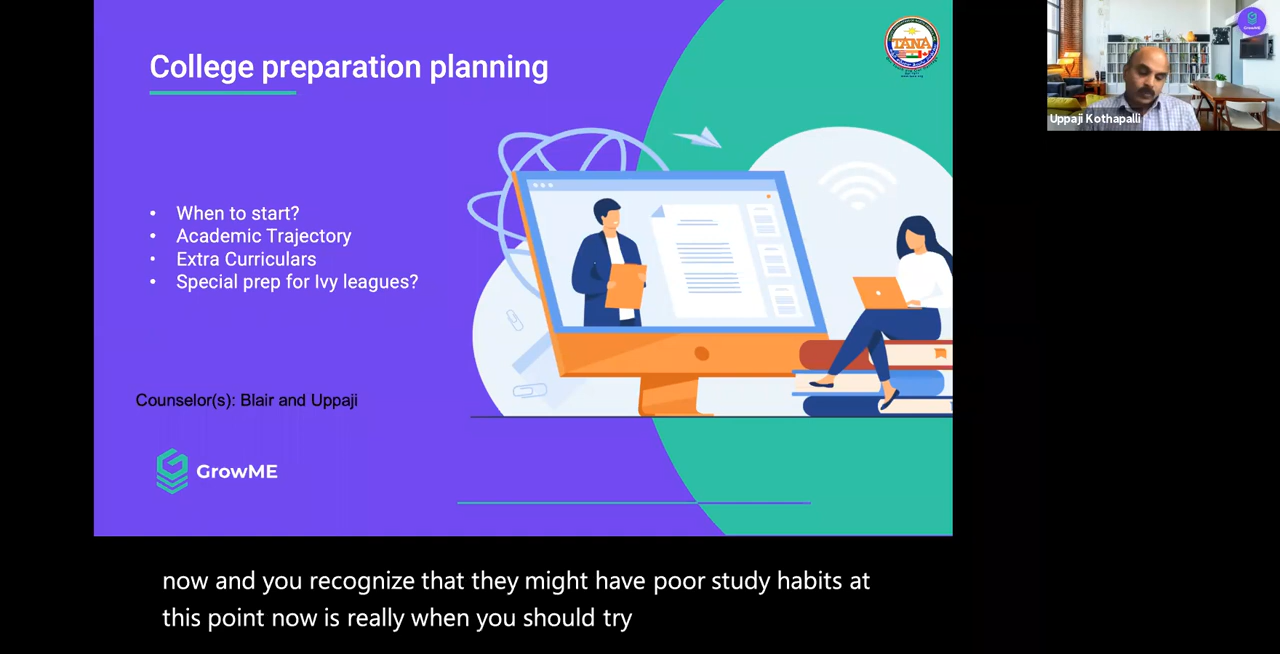 College preparation planning
TANA
• When to start?
• Academic Trajectory
• Extra Curriculars
• Special prep for Ivy leagues?
Counselor(s): Blair and Uppaji
GrowME
Uppaji Kothapalli
now and you recognize that they might have poor study habits at
this point now is really when you should try